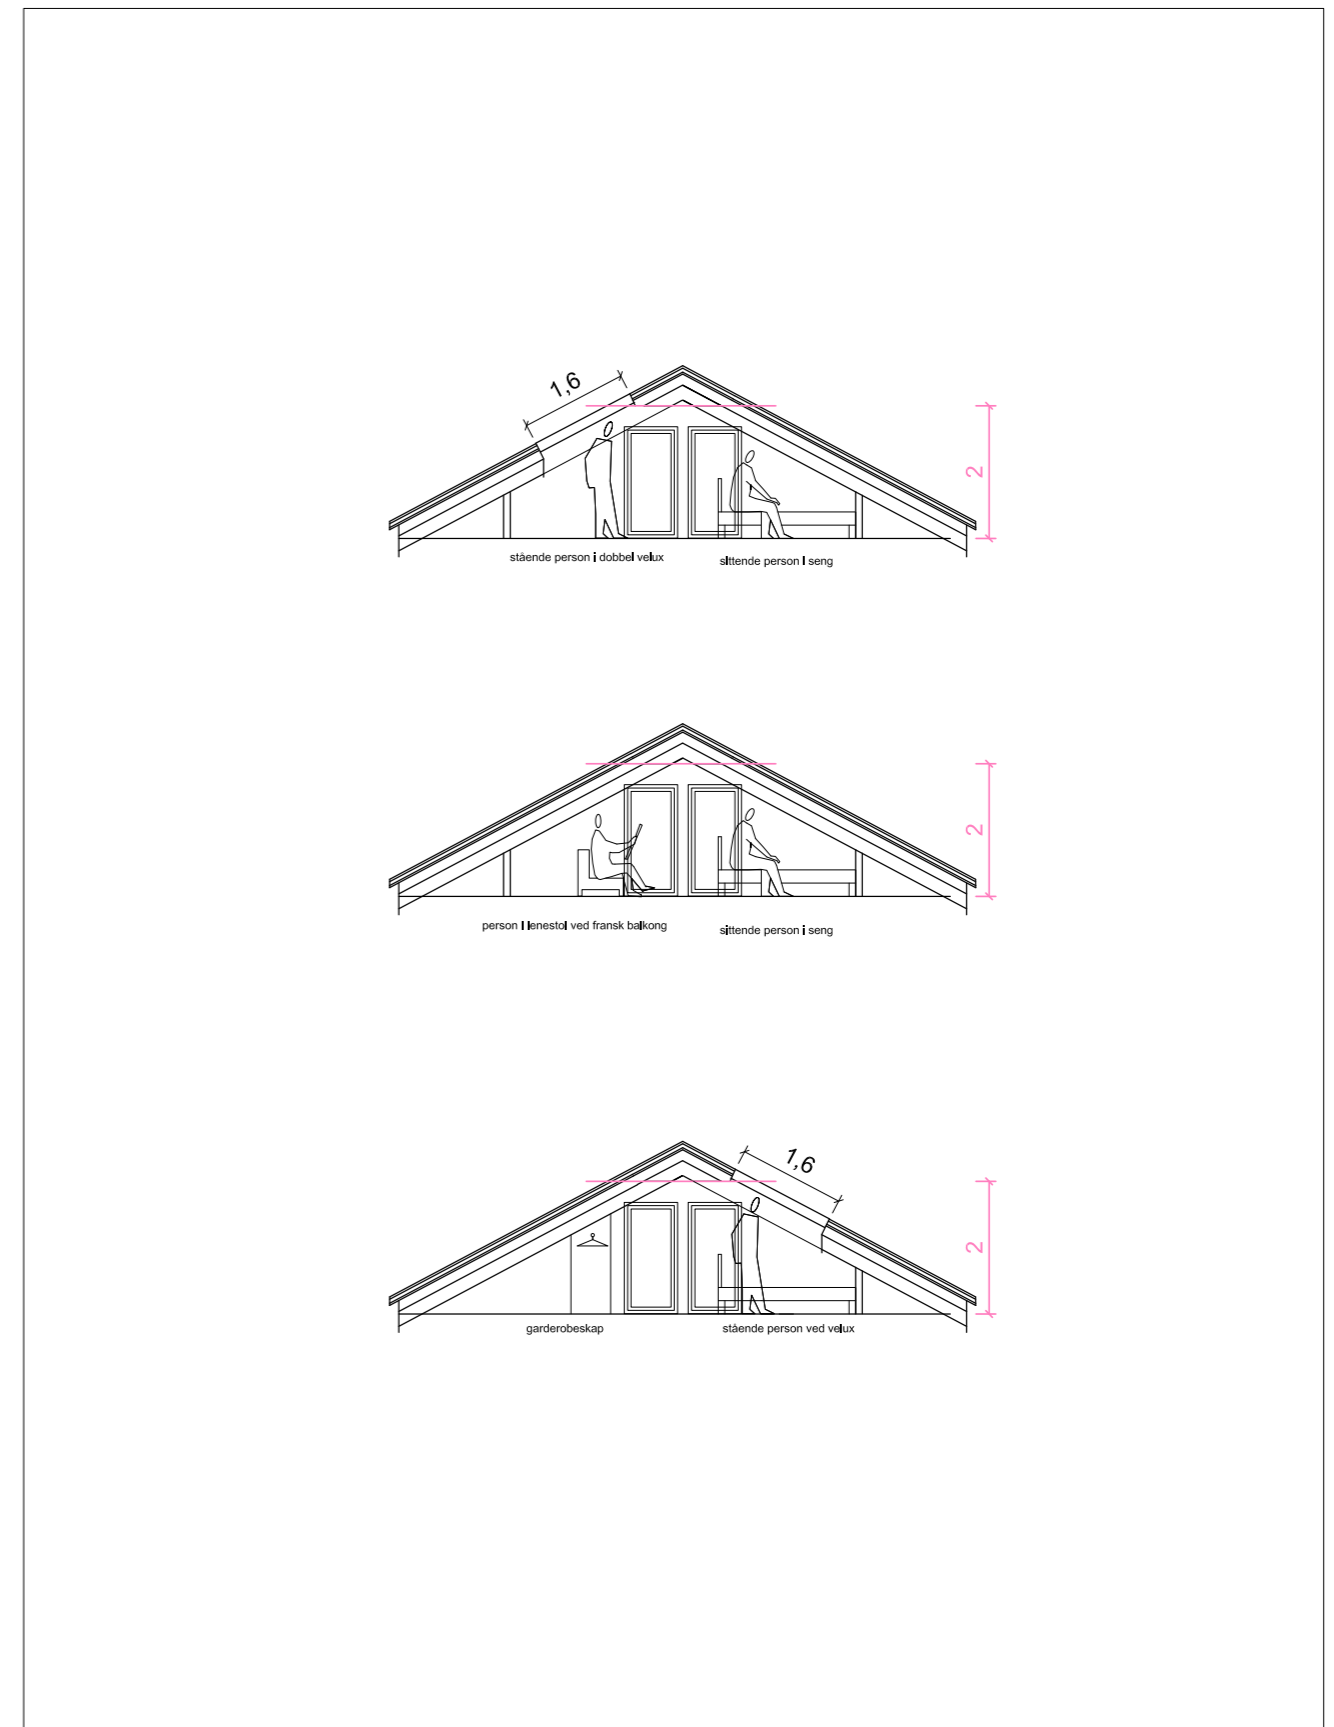 1,6
2
stående person i dobbel velux
sittende person i seng
2
person i lenestol ved fransk balkong
sittende person i seng
1,6
2
garderobeskap
stående person ved velux